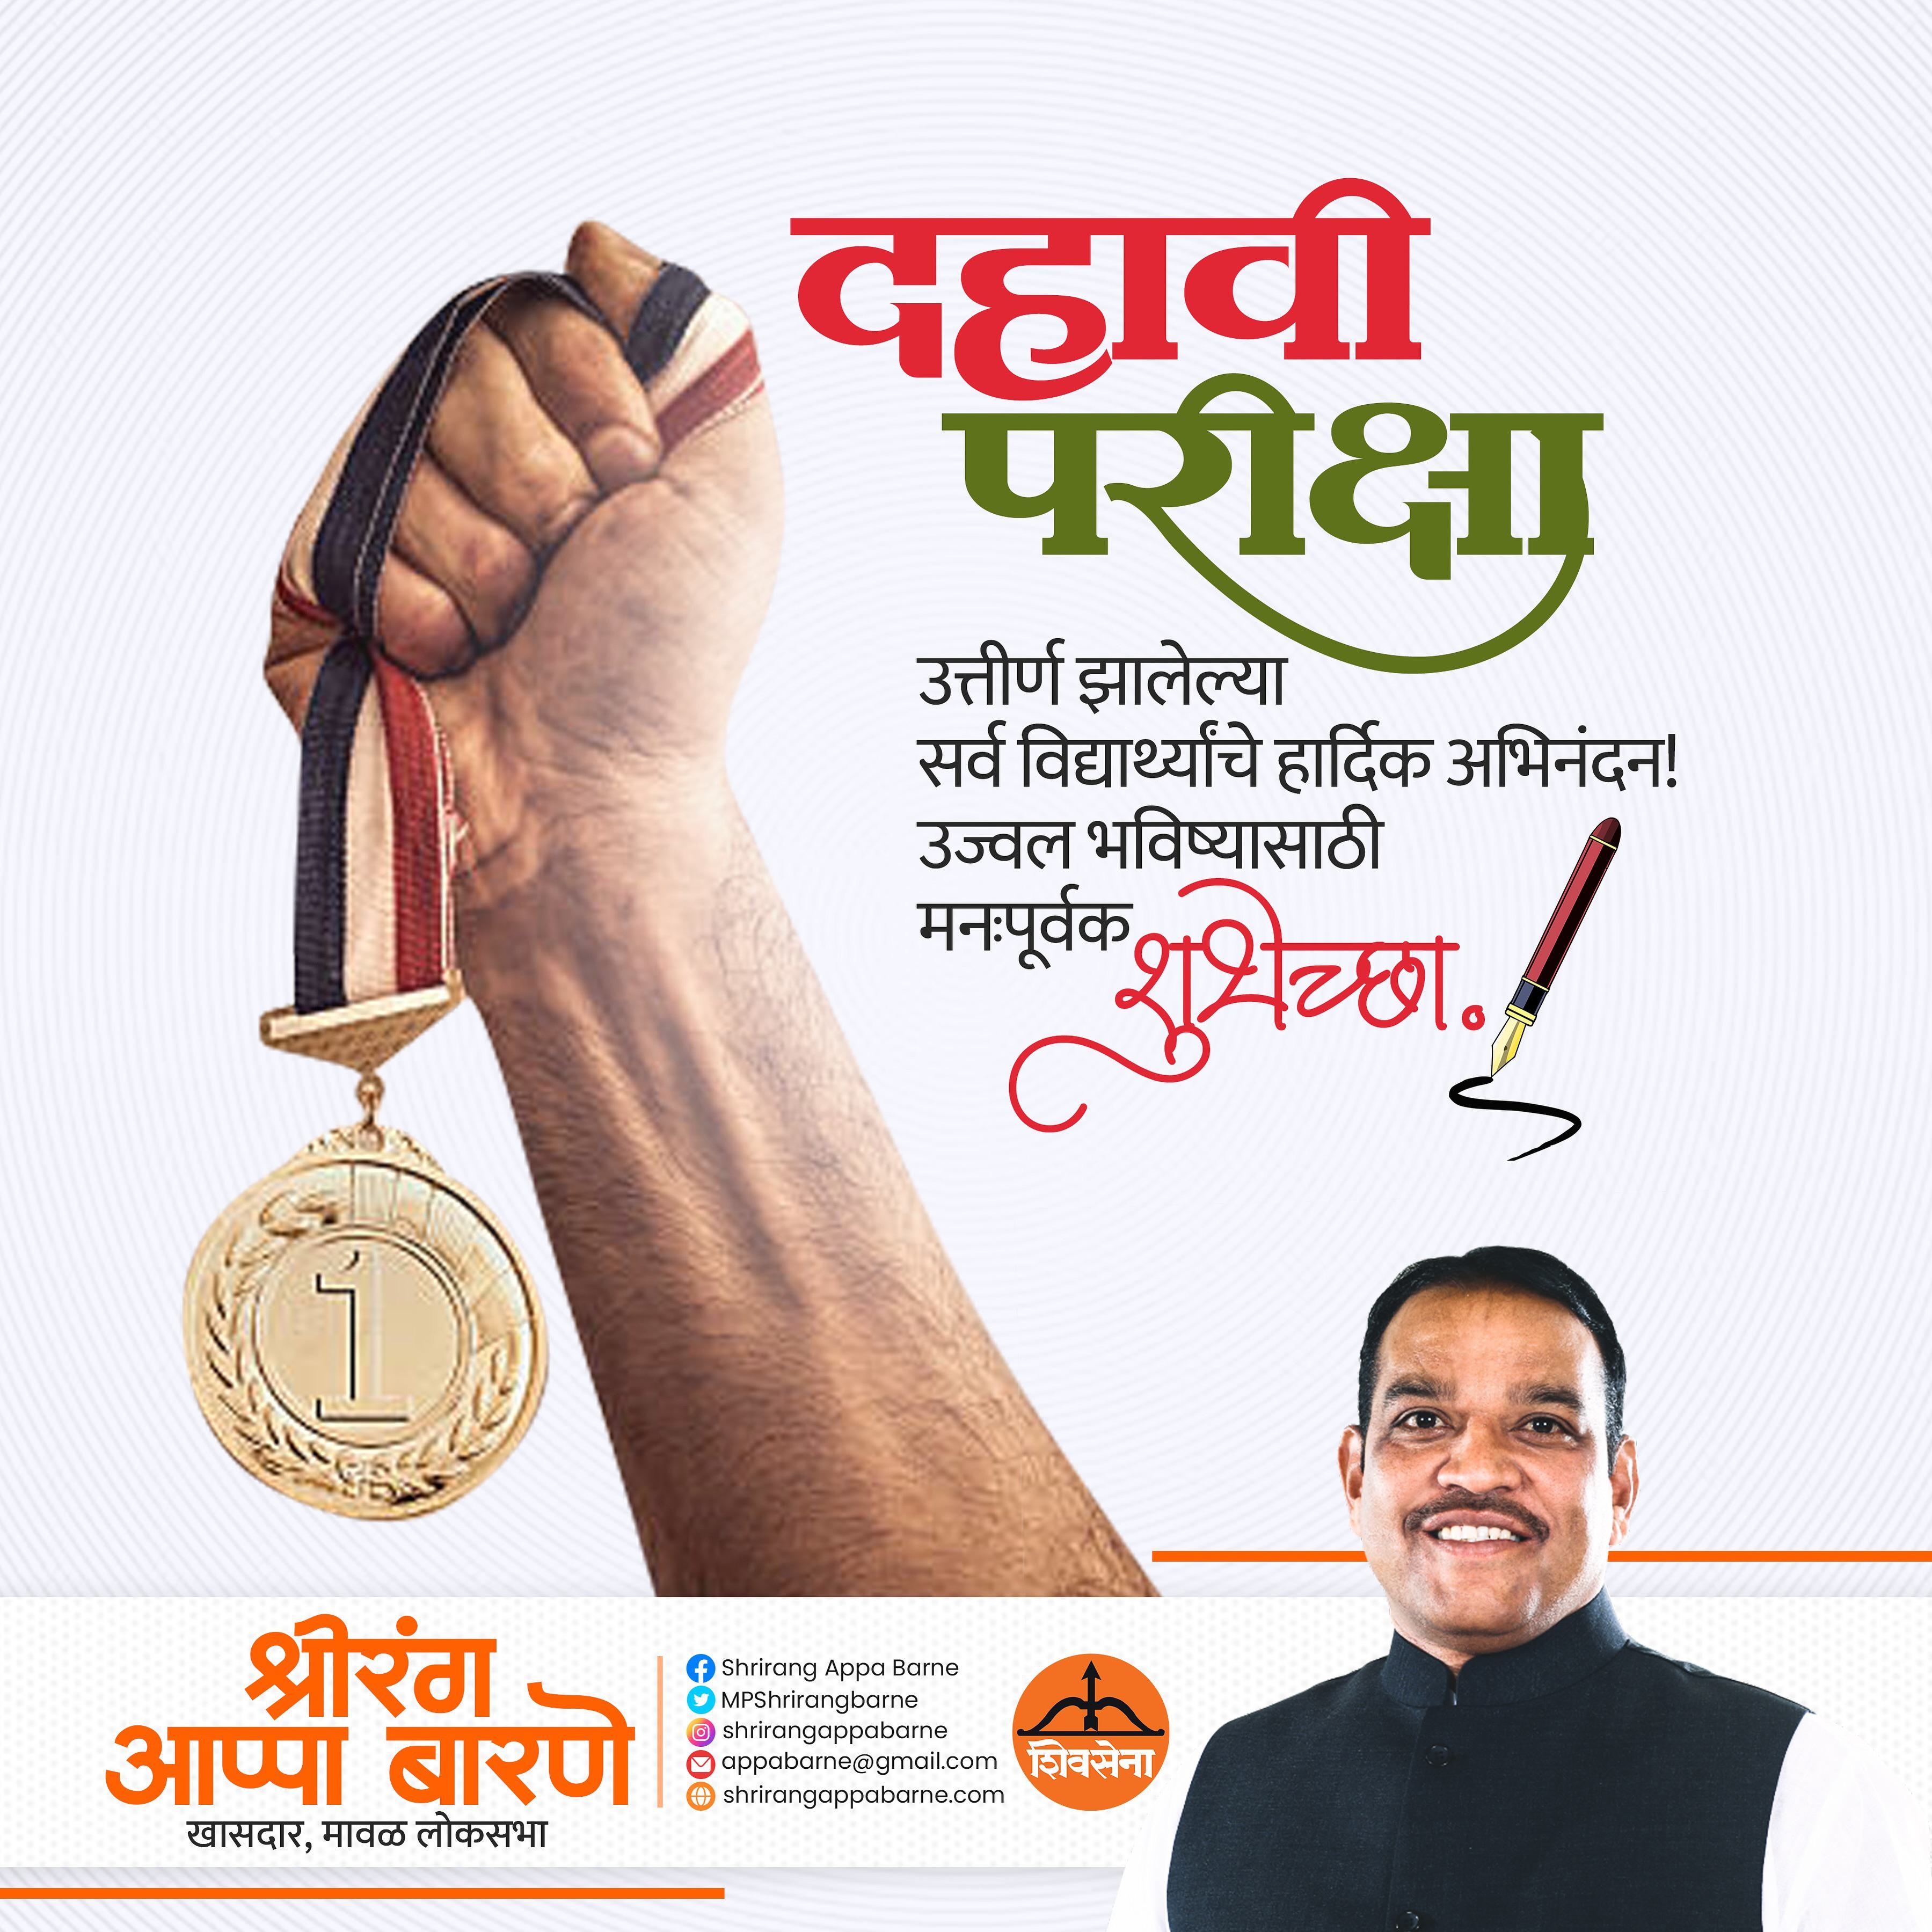 दहावी
परीक्षा
उत्तीर्ण झालेल्या
सर्व विद्यार्थ्यांचे हार्दिक अभिनंदन!
उज्वल भविष्यासाठी
मनःपूर्वक शुभेच्छा.
1
श्रीरंग
आप्पा बारणे
खासदार, मावळ लोकसभा
Shrirang Appa Barne
MPShrirangbarne
shrirangappabarne
appabarne@gmail.com
shrirangappabarne.com
शिवसेना